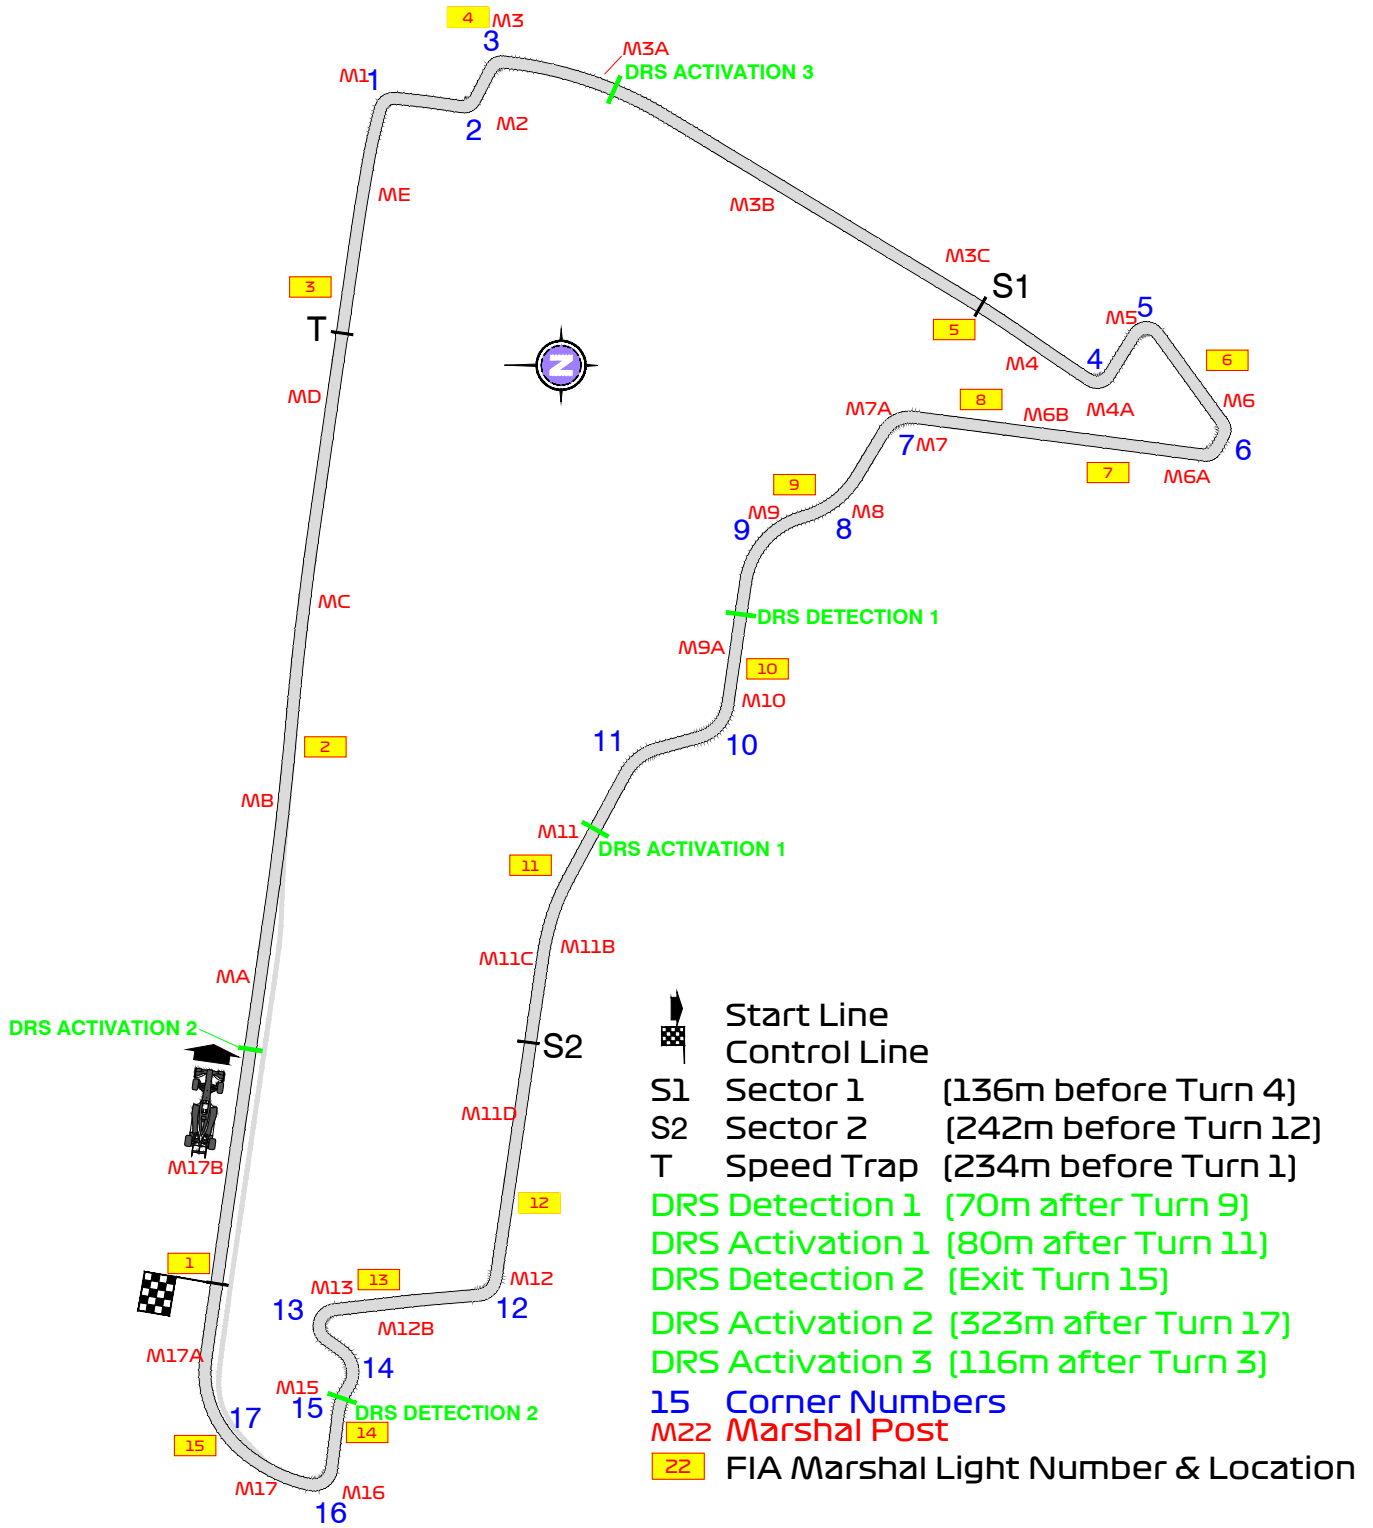 4 M3
3
M3A
DRS ACTIVATION 3
M1
1
2
M2
ME
M3B
M3C
S1
3
T
5
5
M5
4
M4
6
MD
8
M7A
M6B
M4A
M6
7
M7
6
7
M6A
9
M9
9
8
M8
MC
DRS DETECTION 1
M9A
10
M10
11
10
2
MB
M11
DRS ACTIVATION 1
11
M11B
M11C
MA
DRS ACTIVATION 2
S2
M11D
M17B
12
1
M13
13
M12
13
12
M12B
M17A
14
M15
15
DRS DETECTION 2
17
14
15
M17
M16
16
N
Start Line
Control Line
S1 Sector 1 (136m before Turn 4)
S2 Sector 2 (242m before Turn 12)
T Speed Trap (234m before Turn 1)
DRS Detection 1 (70m after Turn 9)
DRS Activation 1 (80m after Turn 11)
DRS Detection 2 (Exit Turn 15)
DRS Activation 2 (323m after Turn 17)
DRS Activation 3 (116m after Turn 3)
15 Corner Numbers
M22 Marshal Post
22 FIA Marshal Light Number & Location